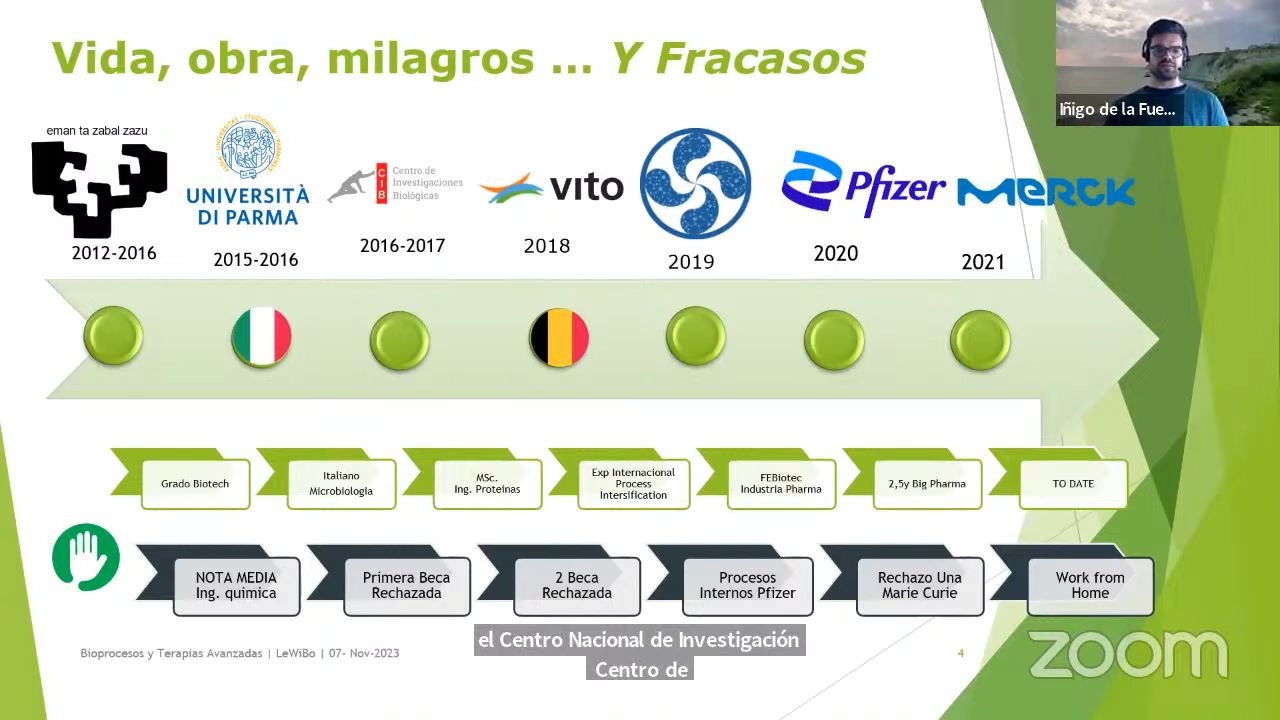 Vida, obra, milagros ... Y Fracasos
Iñigo de la Fue...
eman ta zabal zazu
UNIVERSITÀ
DI PARMA
CIB
Centro de
Investigaciones
Biológicas
vito
Pfizer
MERCK
2012-2016
2015-2016
2016-2017
2018
2019
2020
2021
Grado Biotech
Italiano
Microbiologia
MSc.
Ing. Proteinas
Exp Internacional
Process
Intersification
FEBiotec
Industria Pharma
2,5y Big Pharma
TO DATE
NOTA MEDIA
Ing. quimica
Primera Beca
Rechazada
2 Beca
Rechazada
Procesos
Internos Pfizer
Rechazo Una
Marie Curie
Work from
Home
el Centro Nacional de Investigación
Centro de
Bioprocesos y Terapias Avanzadas | LeWiBo | 07- Nov-2023
4
zoom